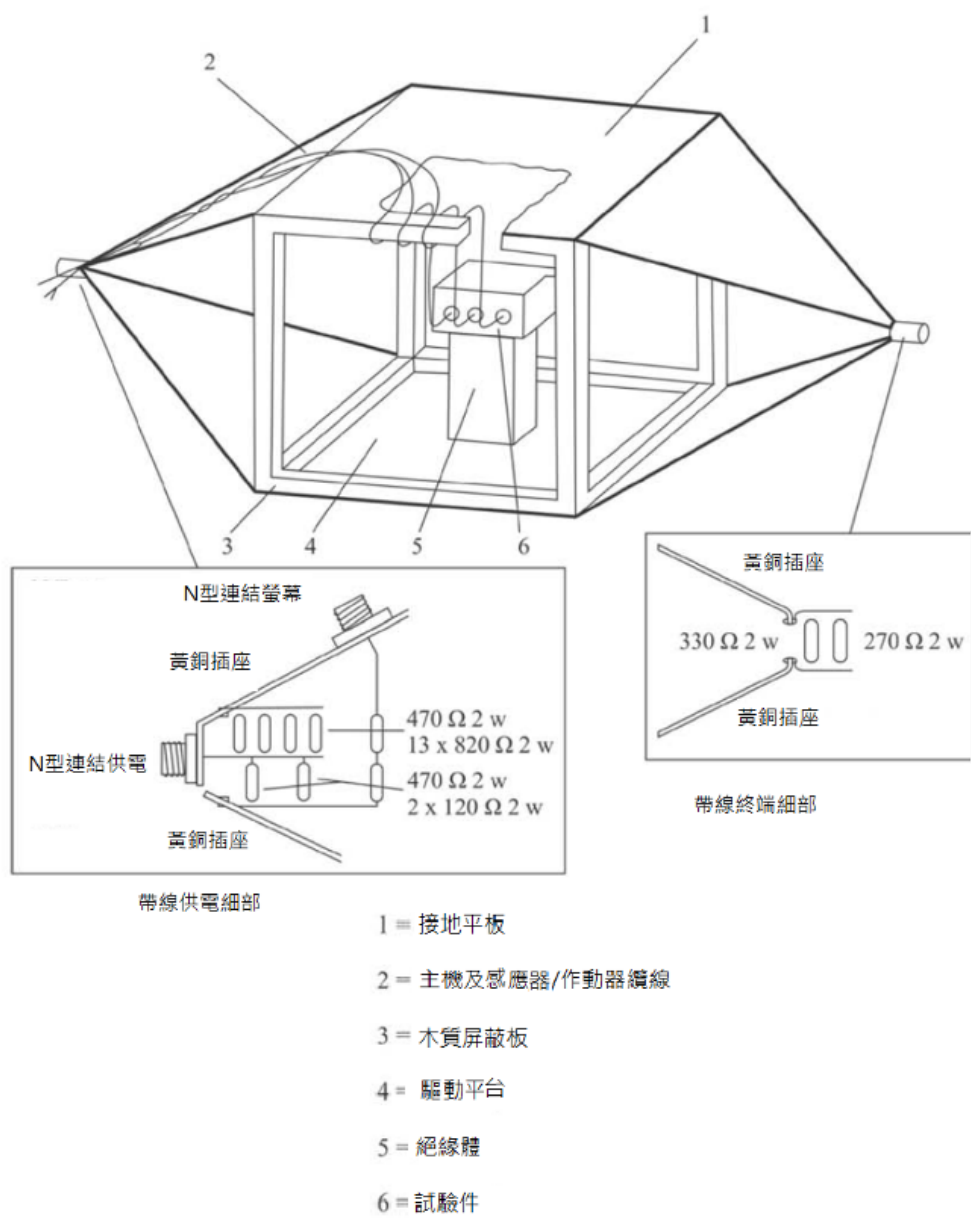 1
2
3
4
5
6
N型連結螢幕
黃銅插座
N型連結供電
470 Ω 2 w
13 x 820 Ω 2 w
470 Ω 2 w
2 x 120 Ω 2 w
黃銅插座
帶線供電細部
黃銅插座
330 Ω 2 w
270 Ω 2 w
黃銅插座
帶線終端細部
1 = 接地平板
2 = 主機及感應器/作動器纜線
3 = 木質屏蔽板
4 = 驅動平台
5 = 絕緣體
6 = 試驗件